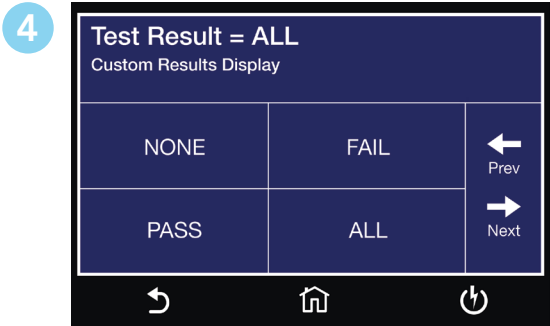 4
Test Result = ALL
Custom Results Display
NONE
FAIL
Prev
PASS
ALL
Next